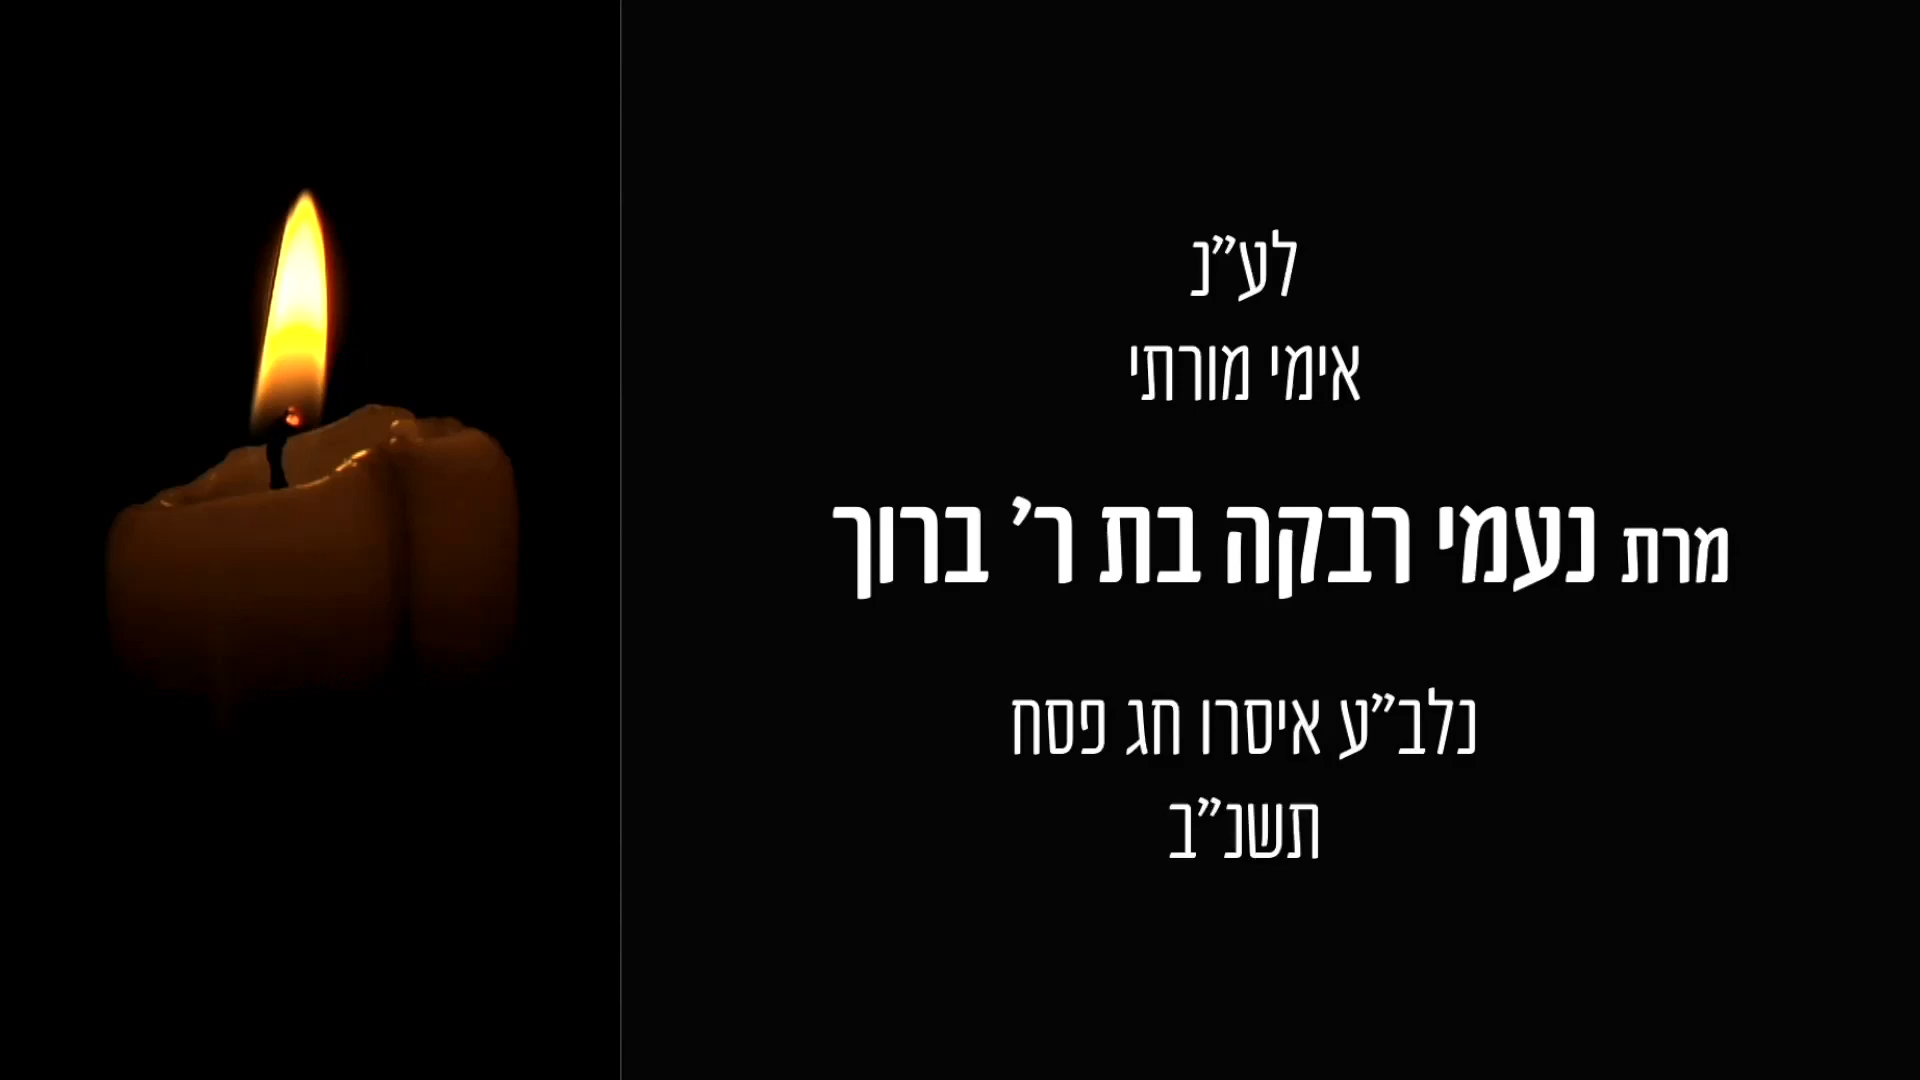 לע”נ
אימי מורתי
מרת נעמי רבקה בת ר’ ברוך
נלב”ע איסרו חג פסח
תשנ”ב